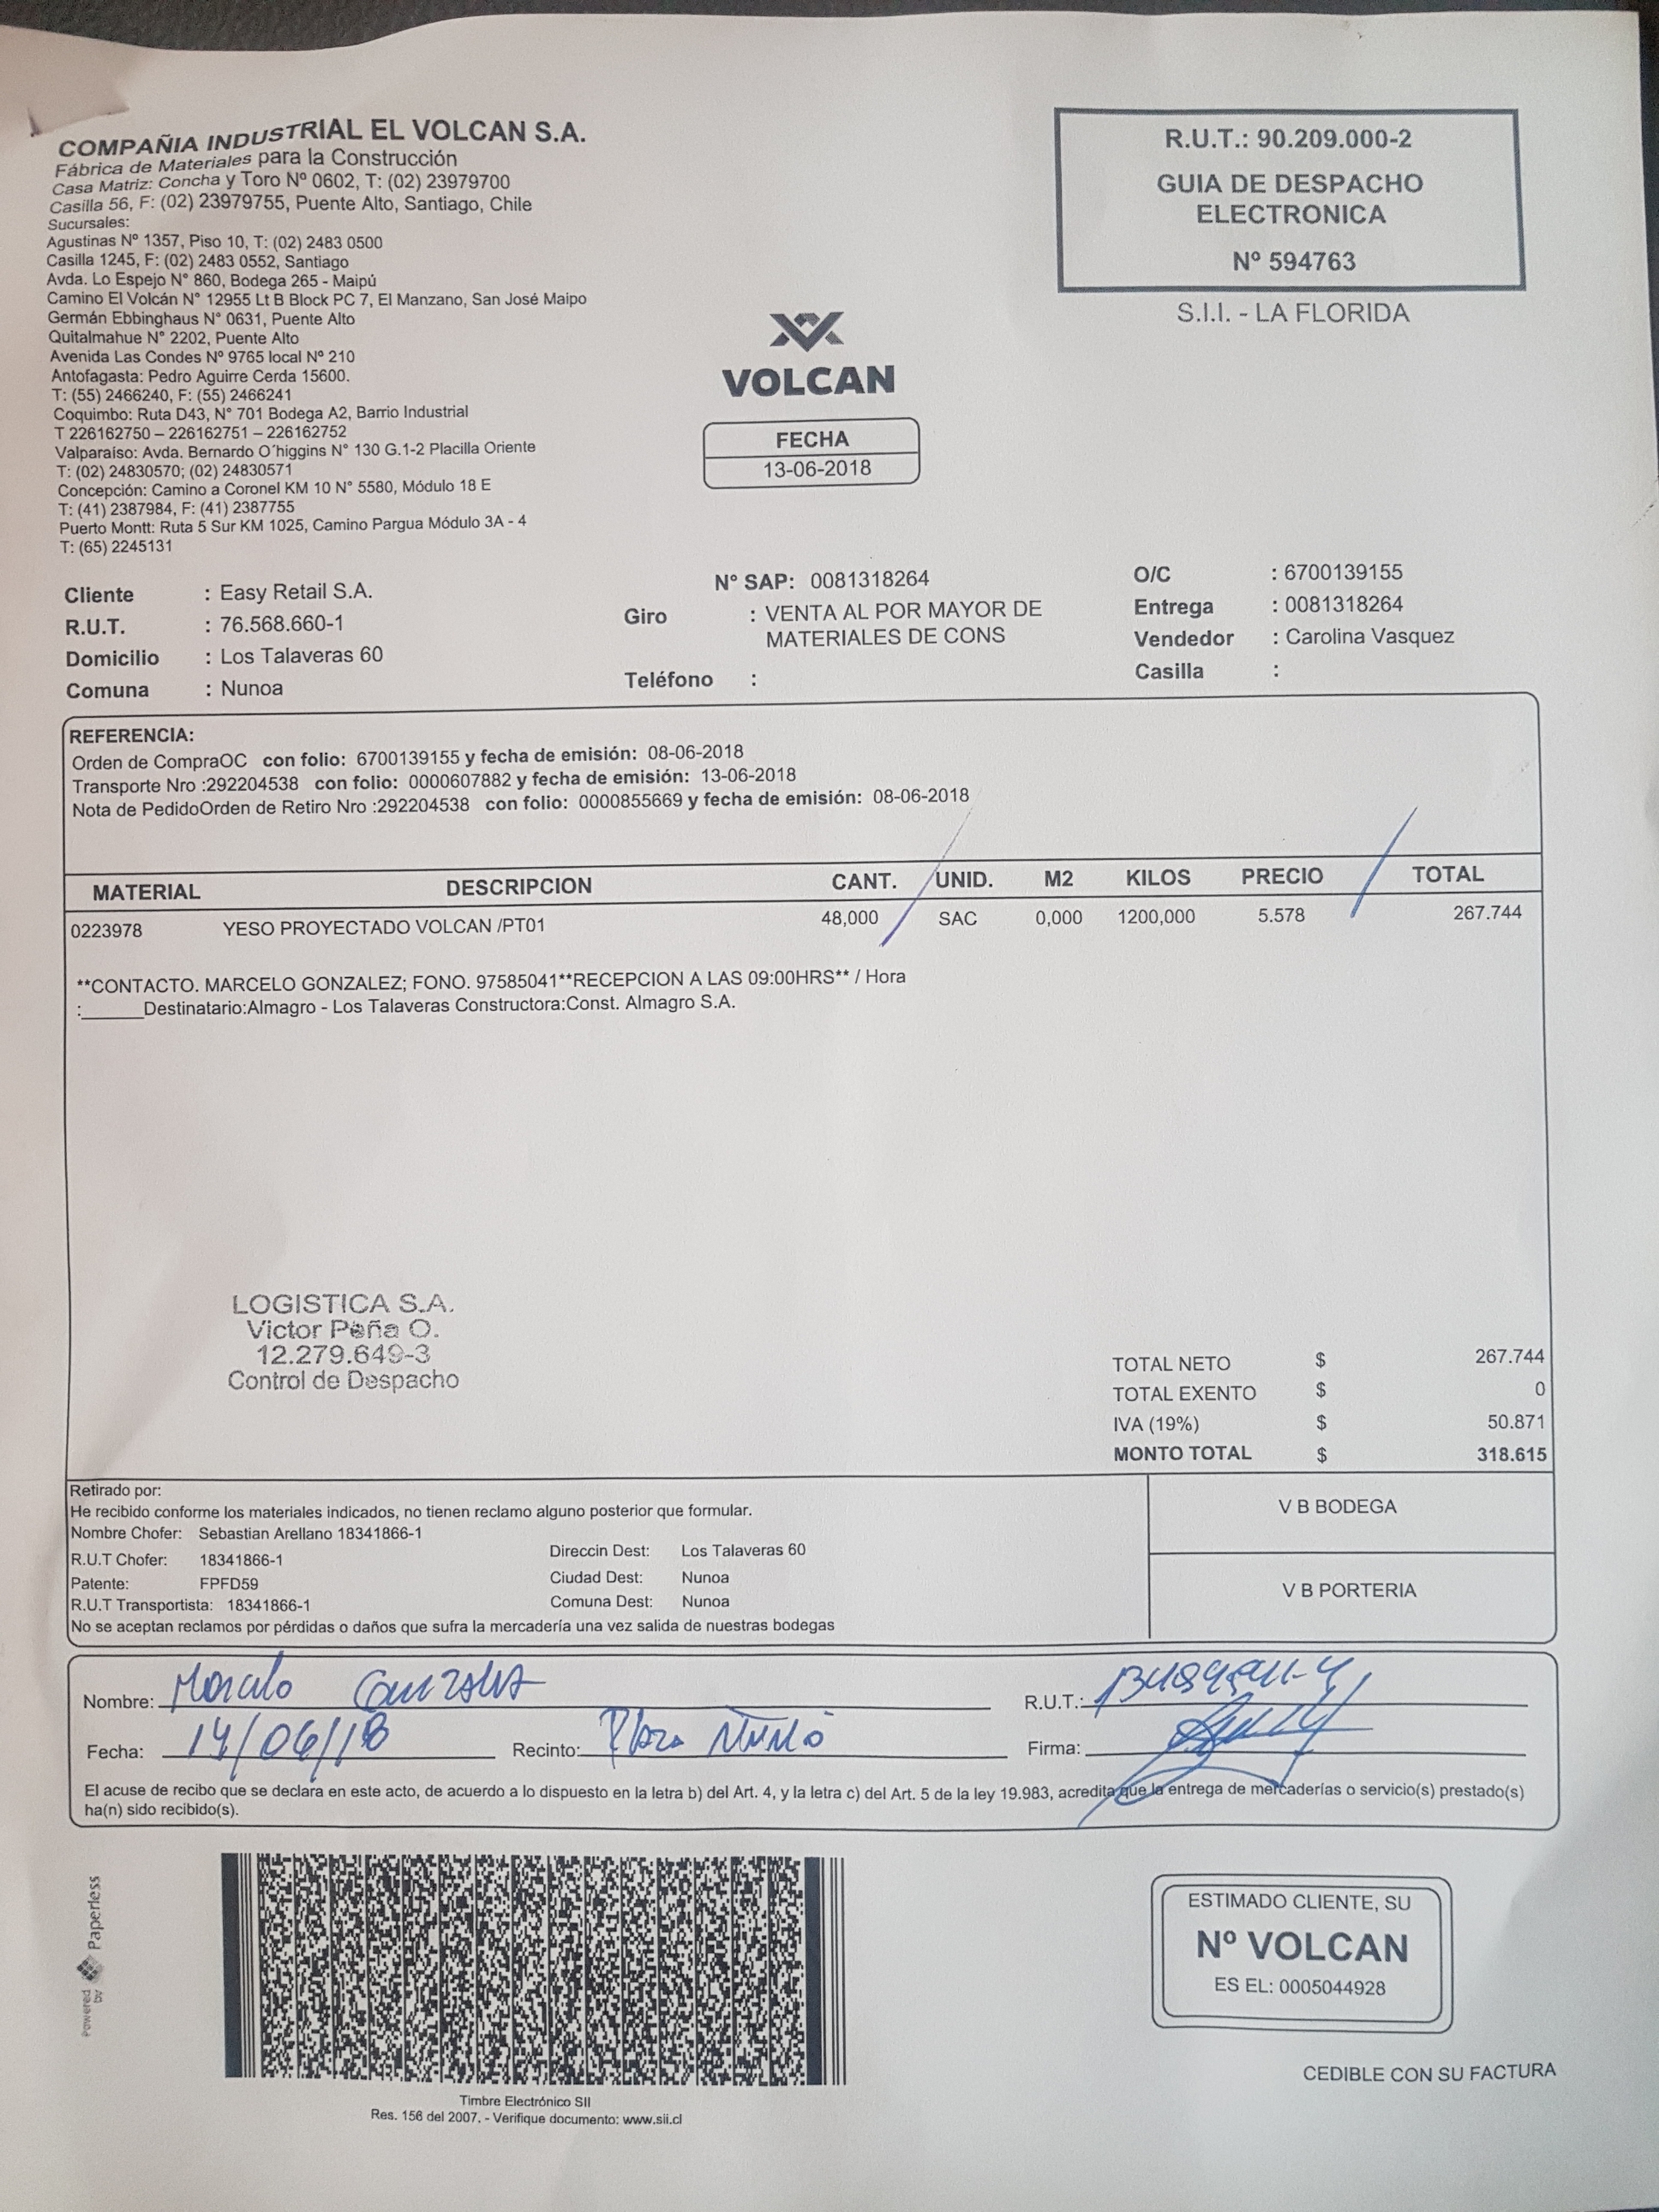 COMPAÑIA INDUSTRIAL EL VOLCAN S.A.
Fábrica de Materiales para la Construcción
Casa Matriz: Concha y Toro Nº 0602, T: (02) 23979700
Casilla 56, F: (02) 23979755, Puente Alto, Santiago, Chile
Sucursales:
Agustinas Nº 1357, Piso 10, T: (02) 2483 0500
Casilla 1245, F: (02) 2483 0552, Santiago
Avda. Lo Espejo N° 860, Bodega 265 - Maipú
Camino El Volcán N° 12955 Lt B Block PC 7, El Manzano, San José Maipo
Germán Ebbinghaus N° 0631, Puente Alto
Quitalmahue N° 2202, Puente Alto
Avenida Las Condes Nº 9765 local Nº 210
Antofagasta: Pedro Aguirre Cerda 15600.
T: (55) 2466240, F: (55) 2466241
Coquimbo: Ruta D43, N° 701 Bodega A2, Barrio Industrial
T 226162750 – 226162751 – 226162752
Valparaíso: Avda. Bernardo O´higgins N° 130 G.1-2 Placilla Oriente
T: (02) 24830570; (02) 24830571
Concepción: Camino a Coronel KM 10 N° 5580, Módulo 18 E
T: (41) 2387984, F: (41) 2387755
Puerto Montt: Ruta 5 Sur KM 1025, Camino Pargua Módulo 3A - 4
T: (65) 2245131
VOLCAN
FECHA
13-06-2018
R.U.T.: 90.209.000-2
GUIA DE DESPACHO
ELECTRONICA
Nº 594763
S.I.I. - LA FLORIDA
Cliente : Easy Retail S.A.
R.U.T. : 76.568.660-1
Domicilio : Los Talaveras 60
Comuna : Nunoa
N° SAP: 0081318264
Giro : VENTA AL POR MAYOR DE
MATERIALES DE CONS
Teléfono :
O/C : 6700139155
Entrega : 0081318264
Vendedor : Carolina Vasquez
Casilla :
REFERENCIA:
Orden de CompraOC con folio: 6700139155 y fecha de emisión: 08-06-2018
Transporte Nro :292204538 con folio: 0000607882 y fecha de emisión: 13-06-2018
Nota de PedidoOrden de Retiro Nro :292204538 con folio: 0000855669 y fecha de emisión: 08-06-2018
MATERIAL DESCRIPCION CANT. UNID. M2 KILOS PRECIO TOTAL
0223978 YESO PROYECTADO VOLCAN /PT01 48,000 SAC 0,000 1200,000 5.578 267.744
**CONTACTO. MARCELO GONZALEZ; FONO. 97585041**RECEPCION A LAS 09:00HRS** / Hora
:______Destinatario:Almagro - Los Talaveras Constructora:Const. Almagro S.A.
LOGISTICA S.A.
Victor Peña O.
12.279.649-3
Control de Despacho
TOTAL NETO $ 267.744
TOTAL EXENTO $ 0
IVA (19%) $ 50.871
MONTO TOTAL $ 318.615
Retirado por:
He recibido conforme los materiales indicados, no tienen reclamo alguno posterior que formular.
Nombre Chofer: Sebastian Arellano 18341866-1
R.U.T Chofer: 18341866-1
Patente: FPFD59
R.U.T Transportista: 18341866-1
Direccin Dest: Los Talaveras 60
Ciudad Dest: Nunoa
Comuna Dest: Nunoa
No se aceptan reclamos por pérdidas o daños que sufra la mercadería una vez salida de nuestras bodegas
V B BODEGA
V B PORTERIA
Nombre:
R.U.T.:
Fecha: 14/06/18 Recinto:
Firma:
El acuse de recibo que se declara en este acto, de acuerdo a lo dispuesto en la letra b) del Art. 4, y la letra c) del Art. 5 de la ley 19.983, acredita que la entrega de mercaderías o servicio(s) prestado(s)
ha(n) sido recibido(s).
Powered by Paperless
Timbre Electrónico SII
Res. 156 del 2007. - Verifique documento: www.sii.cl
ESTIMADO CLIENTE, SU
Nº VOLCAN
ES EL: 0005044928
CEDIBLE CON SU FACTURA